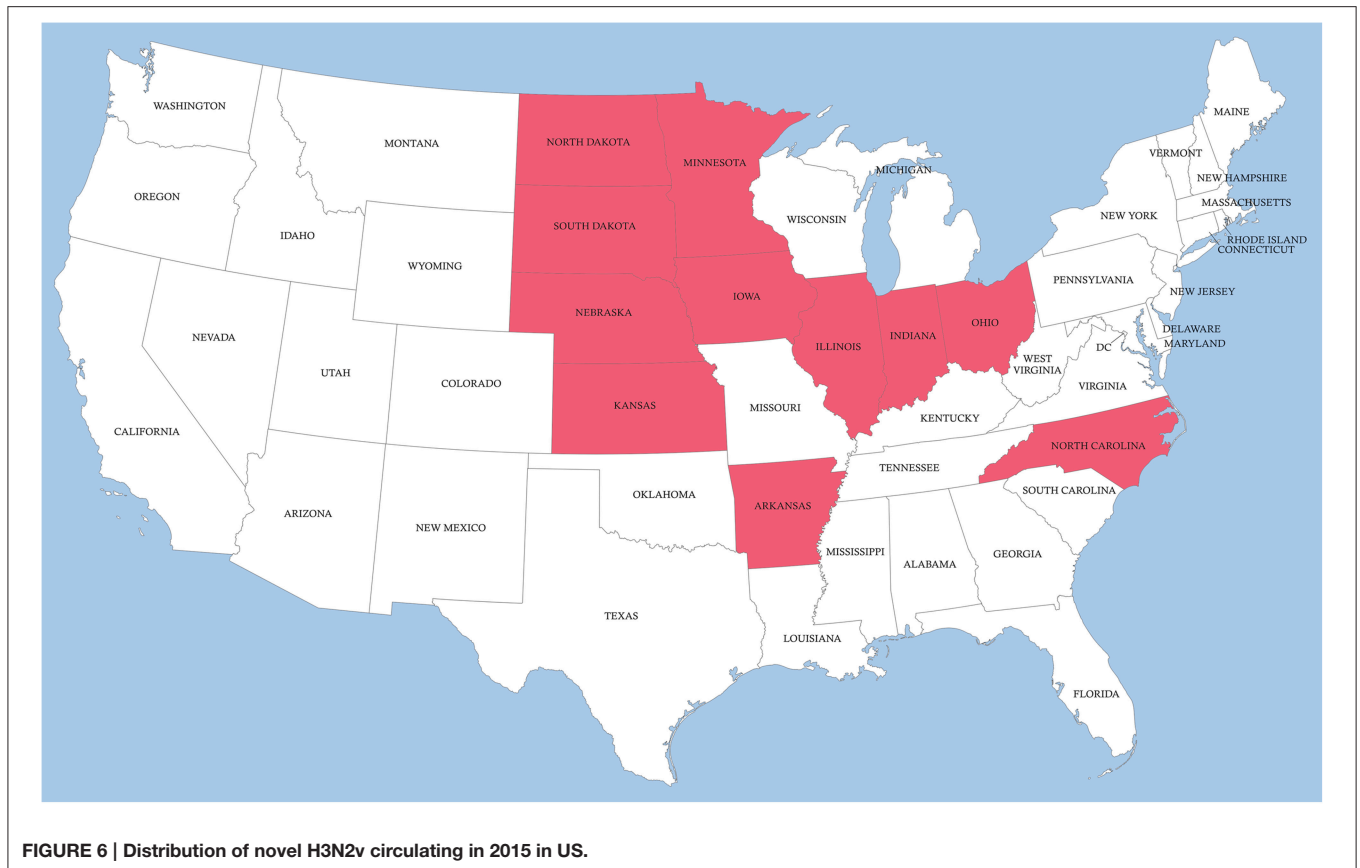 WASHINGTON
MONTANA
NORTH DAKOTA
MINNESOTA
MAINE
VERMONT
MICHIGAN
NEW HAMPSHIRE
OREGON
MASSACHUSETTS
WISCONSIN
NEW YORK
SOUTH DAKOTA
IDAHO
RHODE ISLAND
CONNECTICUT
WYOMING
PENNSYLVANIA
NEW JERSEY
IOWA
NEBRASKA
OHIO
NEVADA
INDIANA
ILLINOIS
DELAWARE
MARYLAND
DC
WEST
VIRGINIA
UTAH
COLORADO
VIRGINIA
KANSAS
MISSOURI
KENTUCKY
CALIFORNIA
NORTH CAROLINA
TENNESSEE
OKLAHOMA
SOUTH CAROLINA
ARKANSAS
ARIZONA
NEW MEXICO
MISSISSIPPI
GEORGIA
ALABAMA
TEXAS
LOUISIANA
FLORIDA
FIGURE 6 | Distribution of novel H3N2v circulating in 2015 in US.